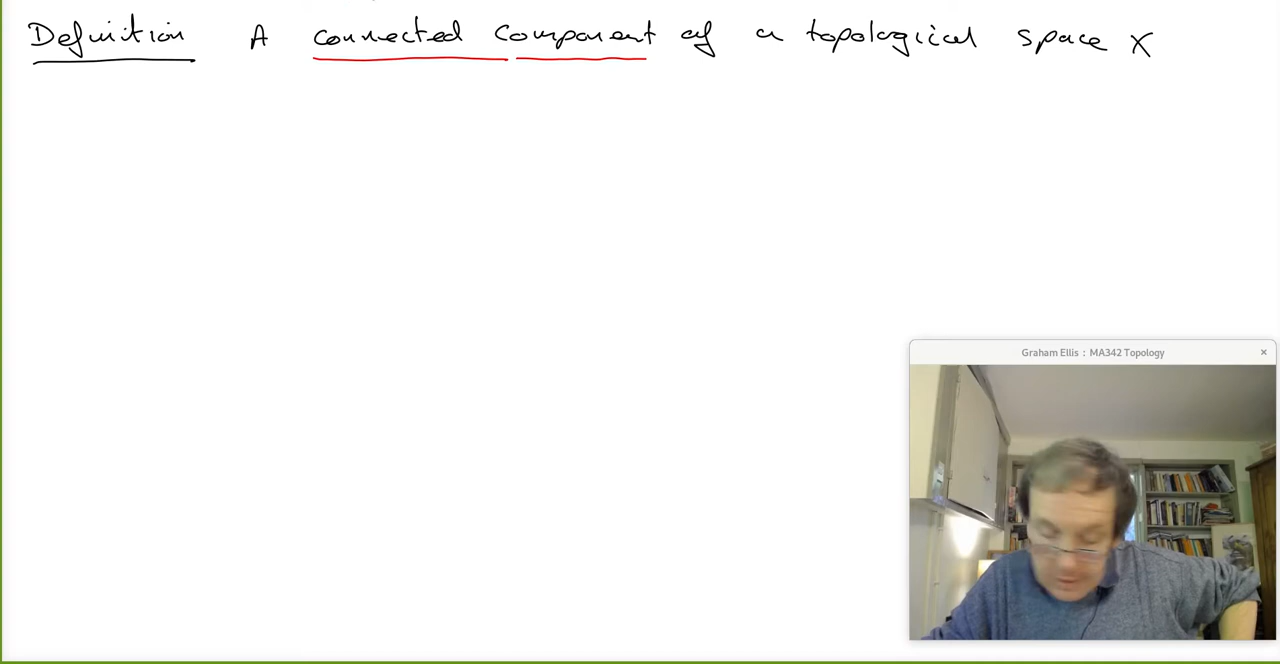 Definition A connected component of a topological space X
Graham Ellis : MA342 Topology